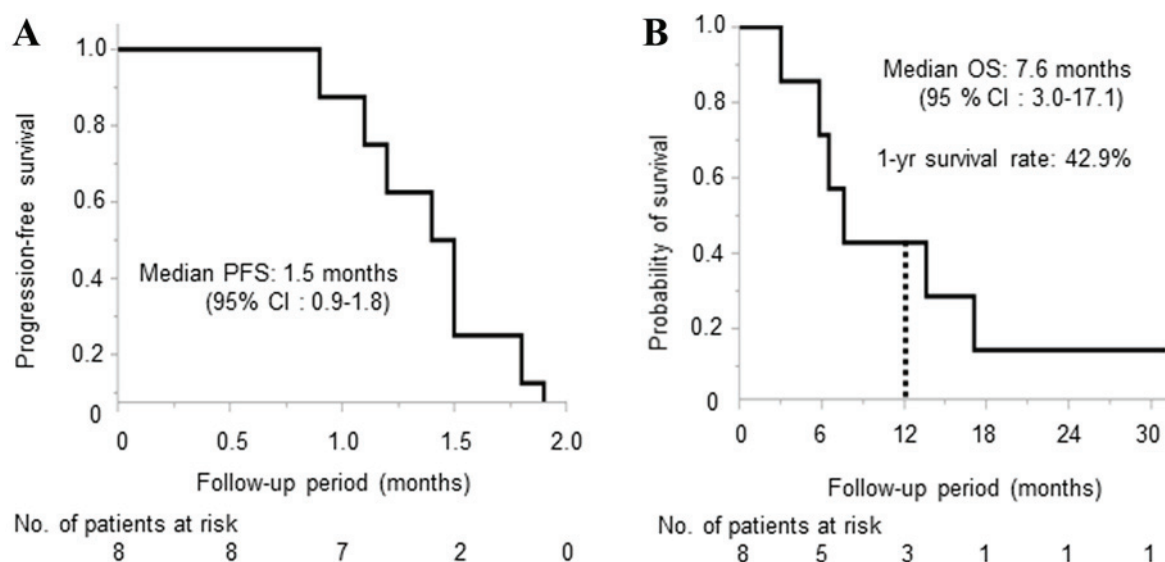 A
Progression-free survival
1.0
0.8
0.6
0.4
0.2
0
Median PFS: 1.5 months
(95% CI : 0.9-1.8)
0 0.5 1.0 1.5 2.0
Follow-up period (months)
No. of patients at risk
8 8 7 2 0
B
Probability of survival
1.0
0.8
0.6
0.4
0.2
0
Median OS: 7.6 months
(95 % CI : 3.0-17.1)
1-yr survival rate: 42.9%
0 6 12 18 24 30
Follow-up period (months)
No. of patients at risk
8 5 3 1 1 1